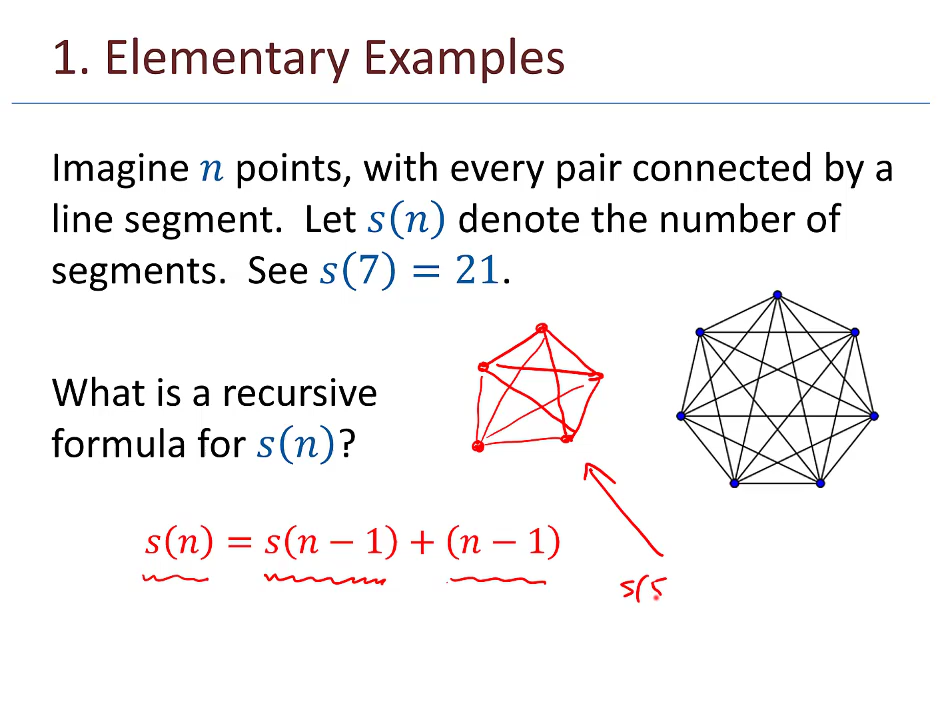 1. Elementary Examples
Imagine n points, with every pair connected by a
line segment. Let s(n) denote the number of
segments. See s(7) = 21.
What is a recursive
formula for s(n)?
s(n) = s(n − 1) + (n − 1)
s(5